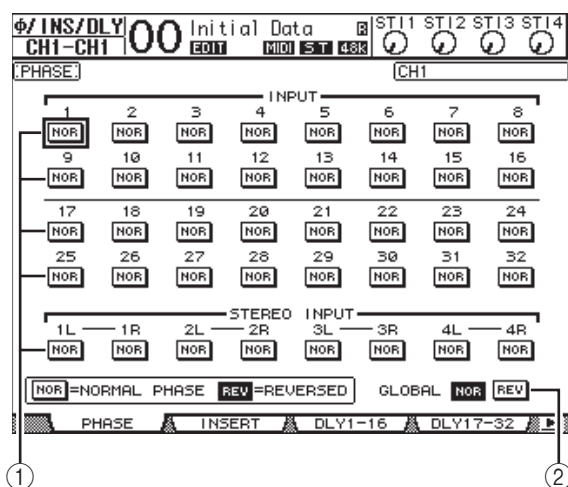 Φ/INS/DLY 00 Initial Data R STI1 STI2 STI3 STI4
CH1-CH1 EDIT MIDI ST 48K
PHASE CH1
INPUT
1 2 3 4 5 6 7 8
NOR NOR NOR NOR NOR NOR NOR NOR
9 10 11 12 13 14 15 16
NOR NOR NOR NOR NOR NOR NOR NOR
17 18 19 20 21 22 23 24
NOR NOR NOR NOR NOR NOR NOR NOR
25 26 27 28 29 30 31 32
NOR NOR NOR NOR NOR NOR NOR NOR
STEREO INPUT
1L 1R 2L 2R 3L 3R 4L 4R
NOR NOR NOR NOR NOR NOR NOR NOR
NOR=NORMAL PHASE REV=REVERSED GLOBAL NOR REV
PHASE INSERT DLY1-16 DLY17-32
1 2